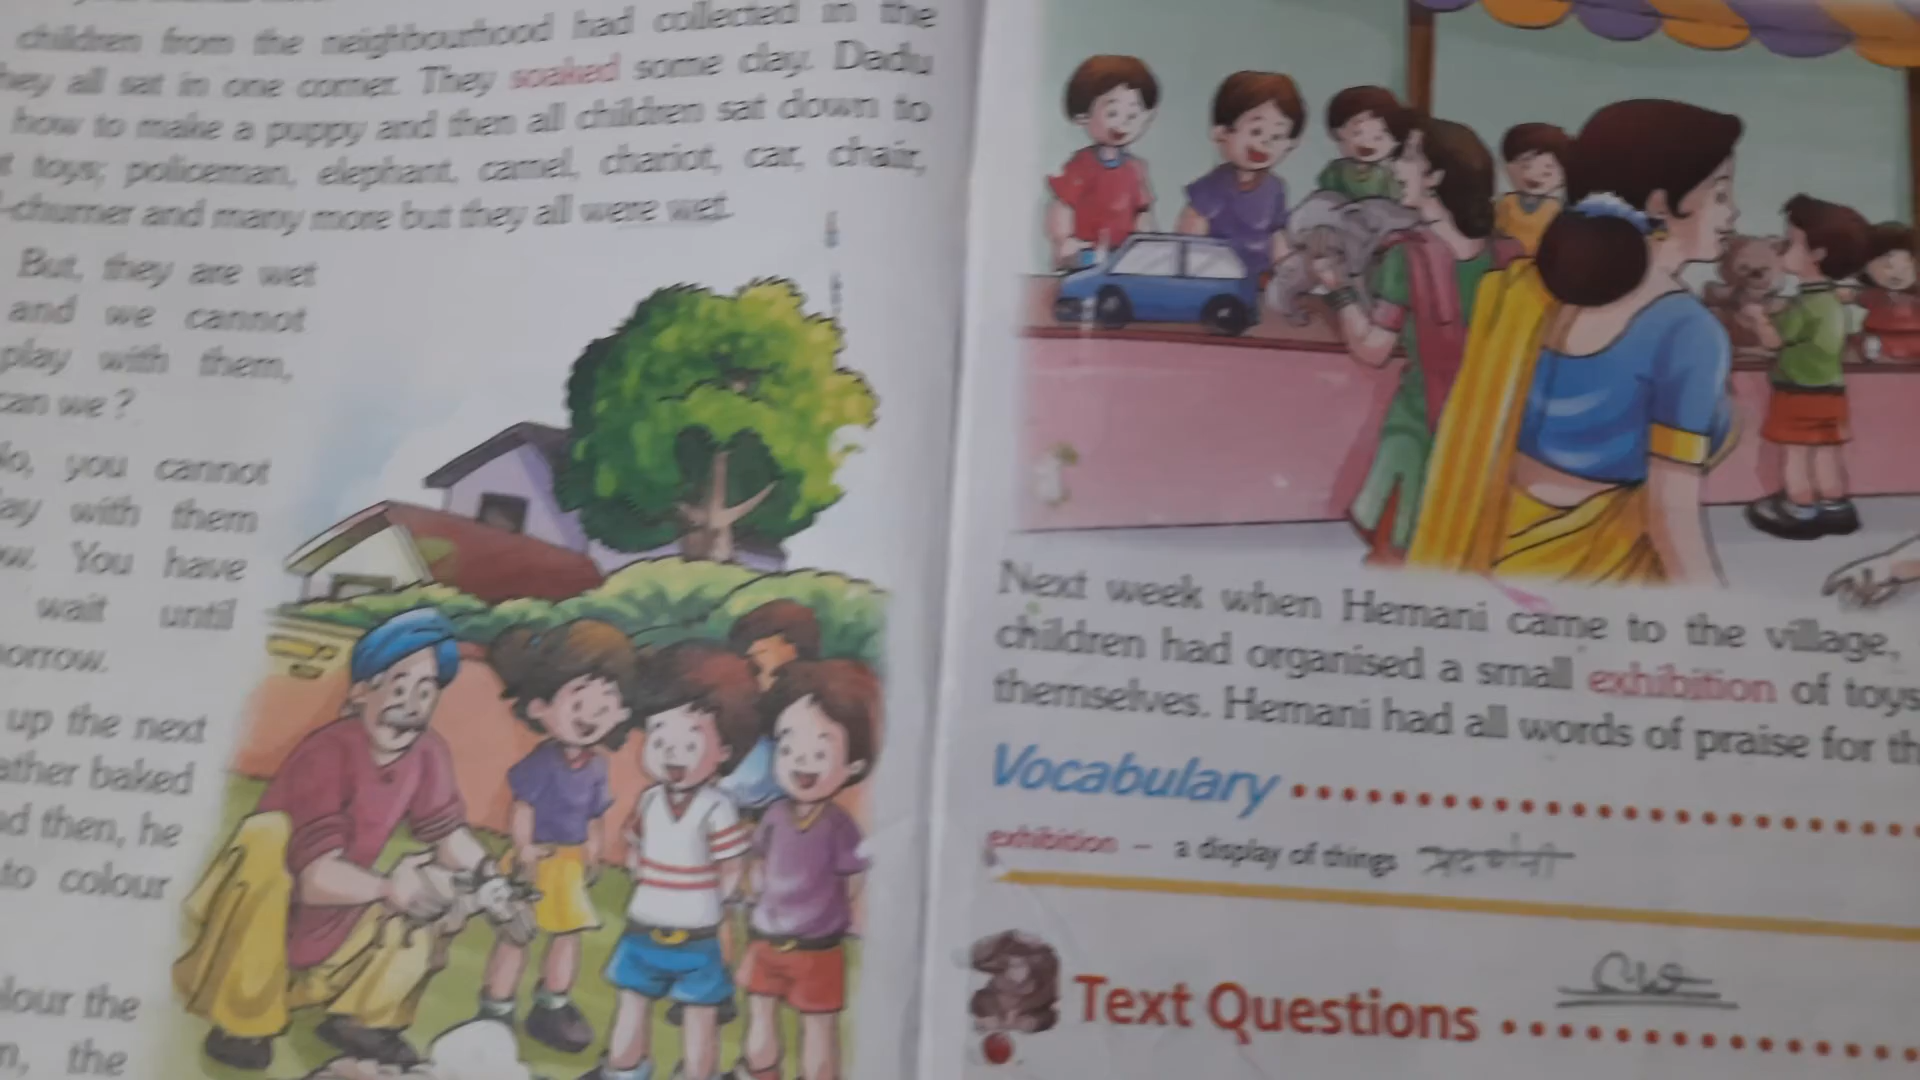 children from the neighbourhood had collected in the
they all sat in one corner. They soaked some clay. Dadu
how to make a puppy and then all children sat down to
toys; policeman, elephant, camel, chariot, car, chair,
-churner and many more but they all were wet.
But, they are wet
and we cannot
play with them,
can we ?
No, you cannot
play with them
now. You have
wait until
up the next
baked
then, he
to colour
the
the
Next week when Hemani came to the village,
children had organised a small exhibition of toys
themselves. Hemani had all words of praise for
Vocabulary
exhibition – a display of things
Text Questions